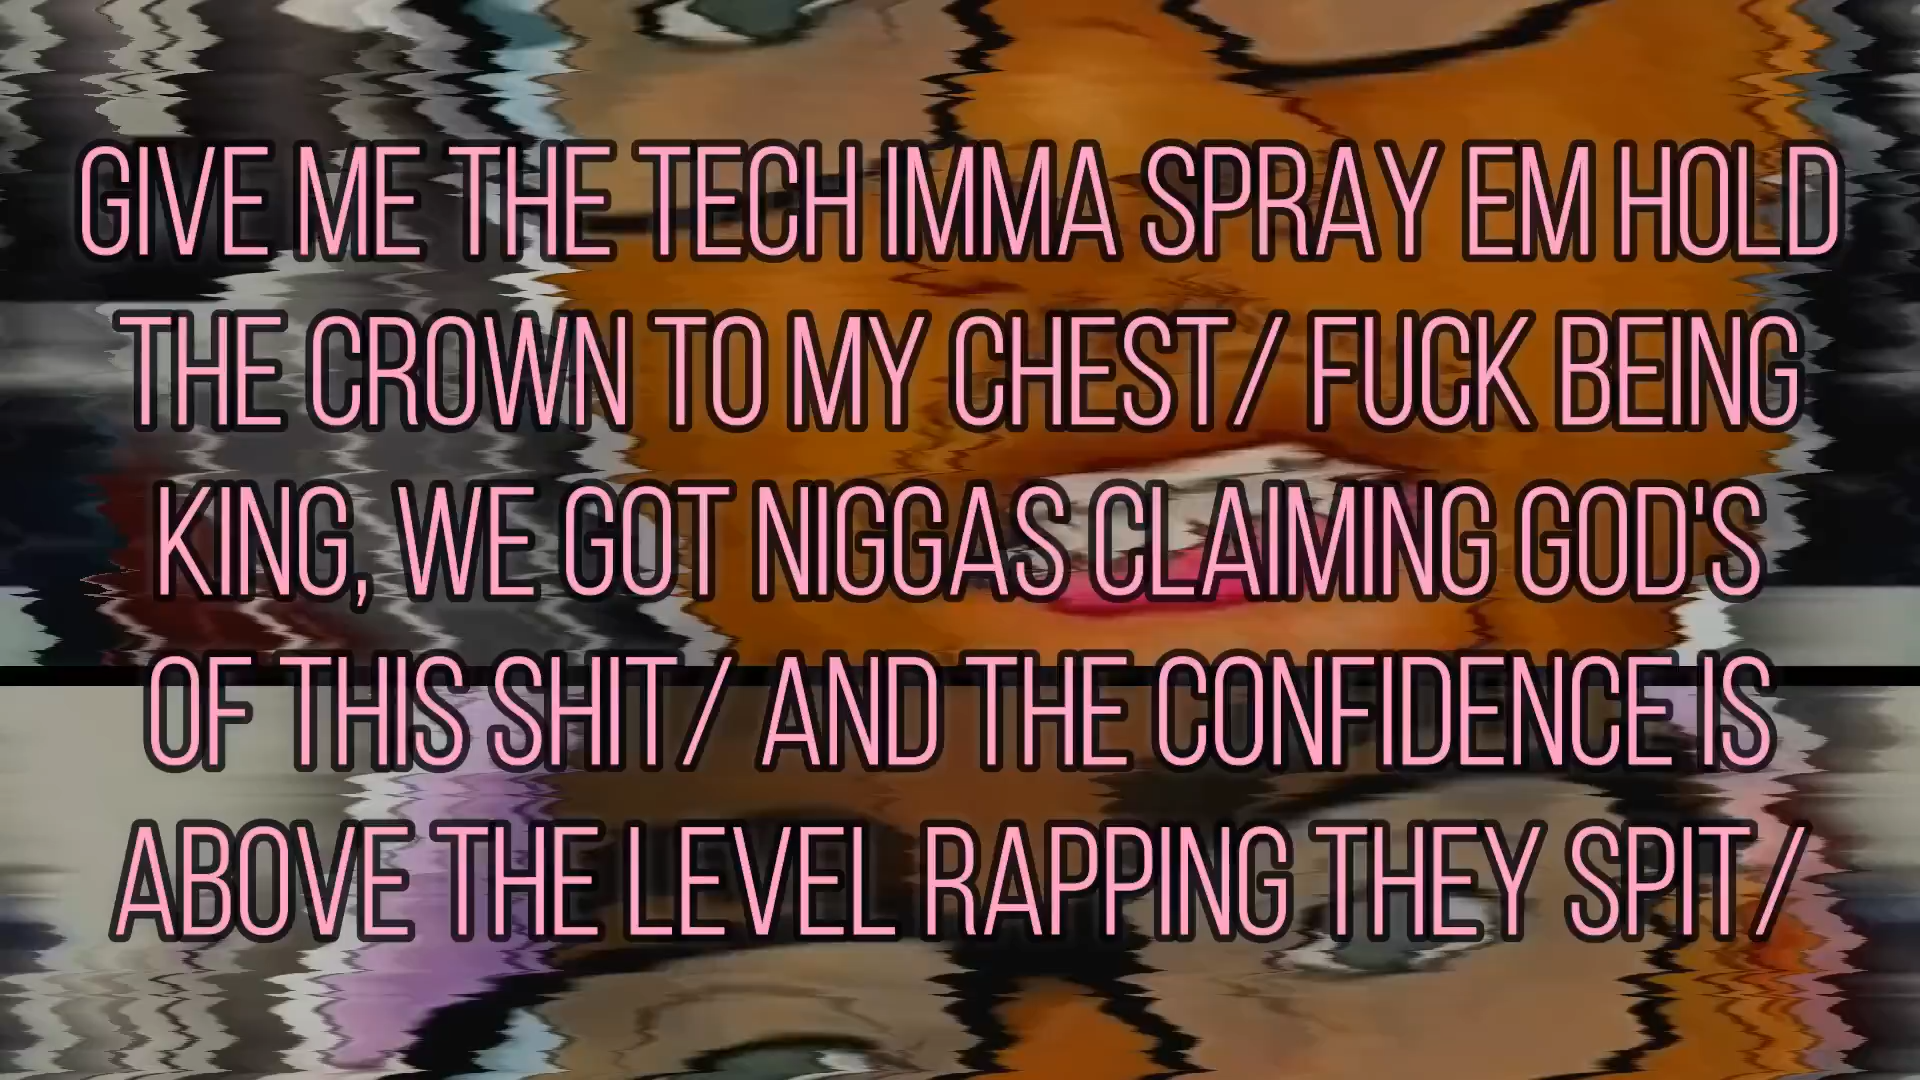 GIVE ME THE TECH IMMA SPRAY EM HOLD
THE CROWN TO MY CHEST/ FUCK BEING
KING, WE GOT NIGGAS CLAIMING GOD'S
OF THIS SHIT/ AND THE CONFIDENCE IS
ABOVE THE LEVEL RAPPING THEY SPIT/